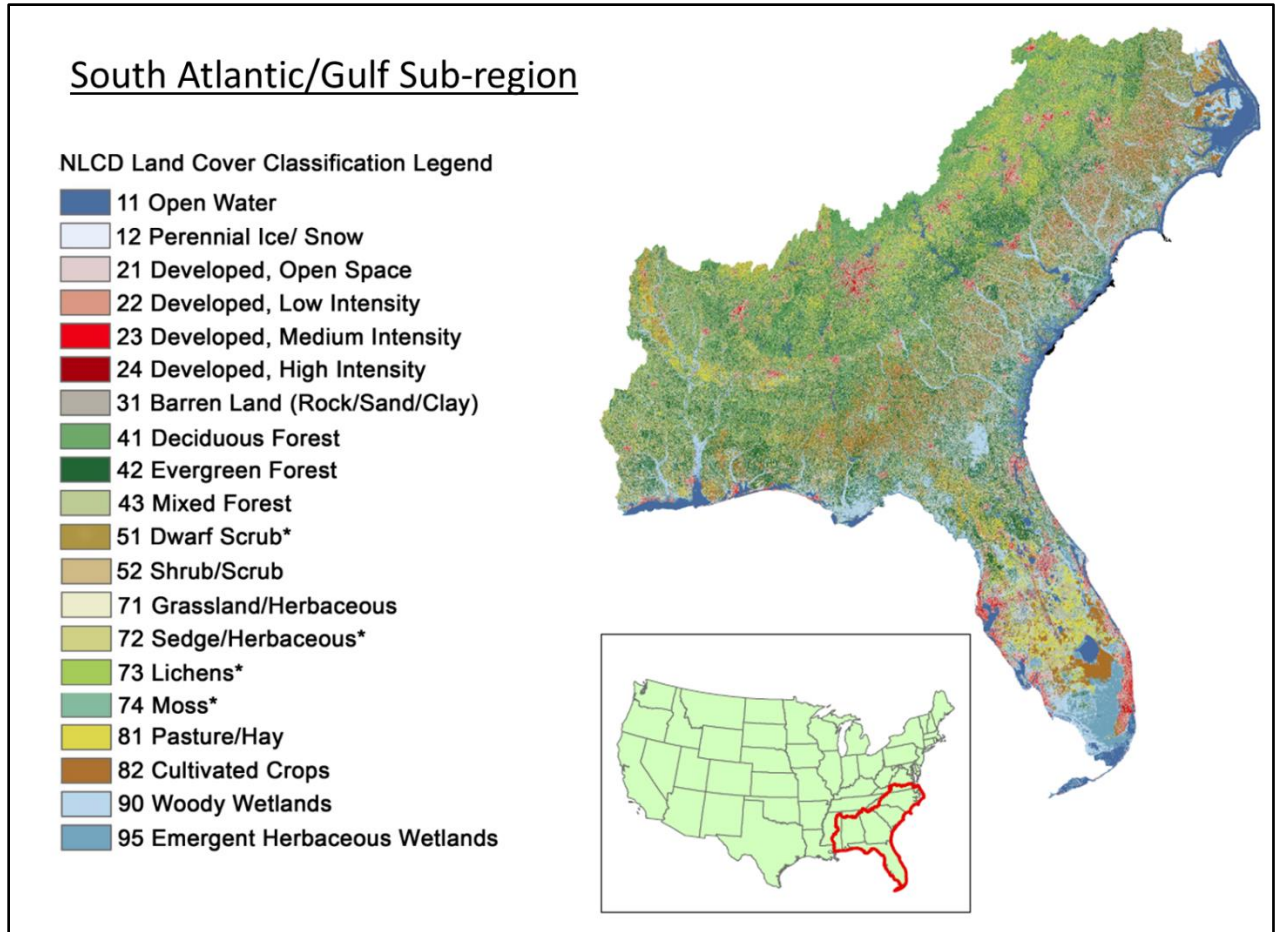 South Atlantic/Gulf Sub-region
NLCD Land Cover Classification Legend
11 Open Water
12 Perennial Ice/ Snow
21 Developed, Open Space
22 Developed, Low Intensity
23 Developed, Medium Intensity
24 Developed, High Intensity
31 Barren Land (Rock/Sand/Clay)
41 Deciduous Forest
42 Evergreen Forest
43 Mixed Forest
51 Dwarf Scrub*
52 Shrub/Scrub
71 Grassland/Herbaceous
72 Sedge/Herbaceous*
73 Lichens*
74 Moss*
81 Pasture/Hay
82 Cultivated Crops
90 Woody Wetlands
95 Emergent Herbaceous Wetlands